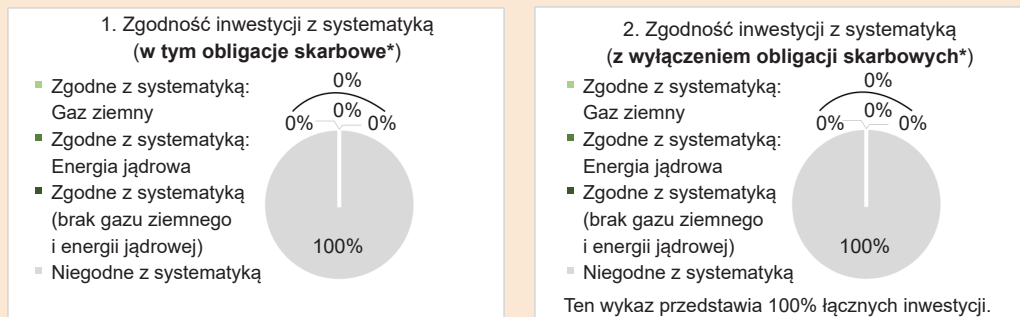 1. Zgodność inwestycji z systematyką
(w tym obligacje skarbowe*)
Zgodne z systematyką:
Gaz ziemny
Zgodne z systematyką:
Energia jądrowa
Zgodne z systematyką
(brak gazu ziemnego
i energii jądrowej)
Niegodne z systematyką
0%
0%
0%
0%
100%
2. Zgodność inwestycji z systematyką
(z wyłączeniem obligacji skarbowych*)
Zgodne z systematyką:
Gaz ziemny
Zgodne z systematyką:
Energia jądrowa
Zgodne z systematyką
(brak gazu ziemnego
i energii jądrowej)
Niegodne z systematyką
0%
0%
0%
0%
100%
Ten wykaz przedstawia 100% łącznych inwestycji.